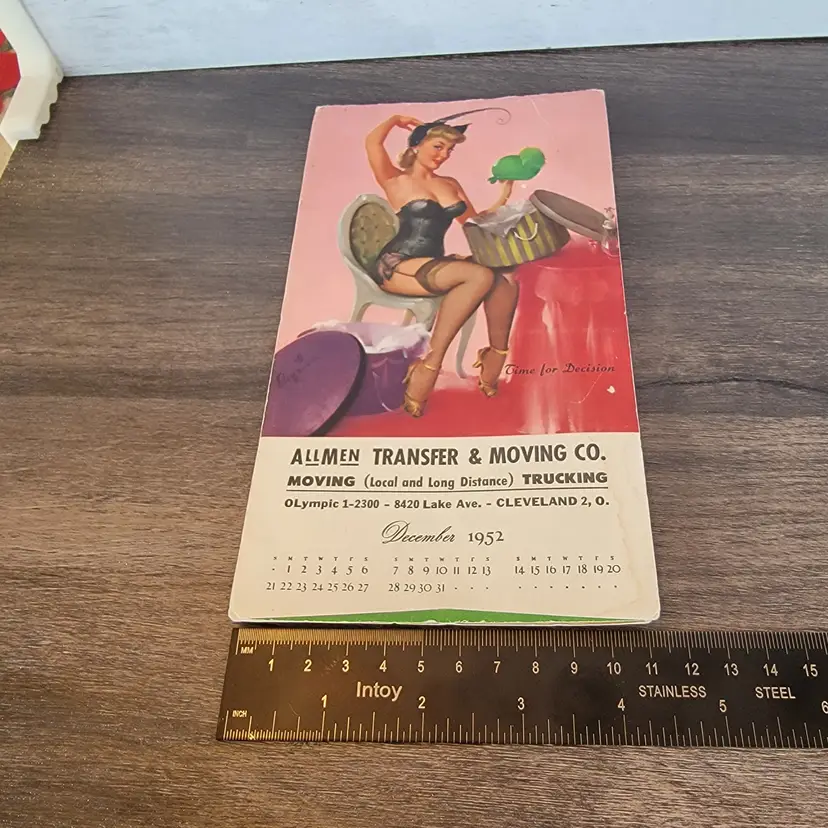 Time for Decision
ALLMEN TRANSFER & MOVING CO.
MOVING (Local and Long Distance) TRUCKING
OLympic 1-2300 - 8420 Lake Ave. - CLEVELAND 2, O.
December 1952
S M T W T F S S M T W T F S S M T W T F S
· 1 2 3 4 5 6 7 8 9 10 11 12 13 14 15 16 17 18 19 20
21 22 23 24 25 26 27 28 29 30 31 · · · · · · · · · ·
MM 1 2 3 4 5 6 7 8 9 10 11 12 13 14 15
Intoy STAINLESS STEEL
INCH 1 2 3 4 5 6